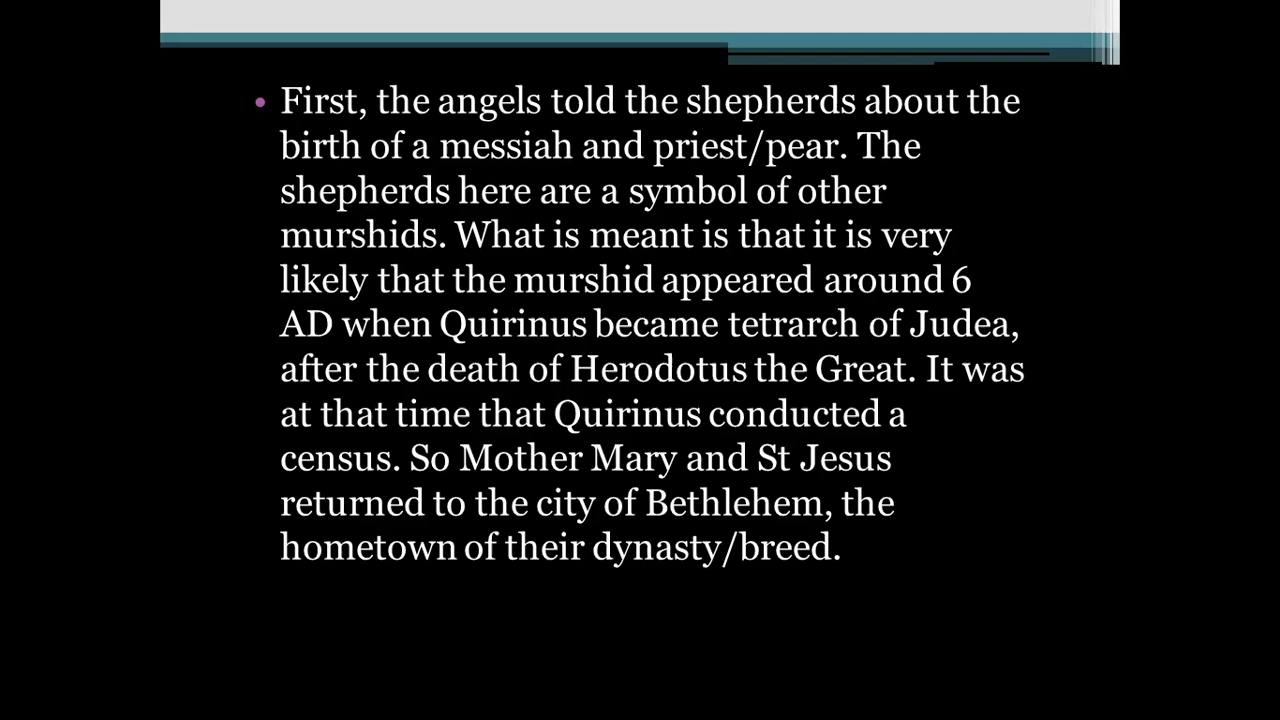 • First, the angels told the shepherds about the
birth of a messiah and priest/pear. The
shepherds here are a symbol of other
murshids. What is meant is that it is very
likely that the murshid appeared around 6
AD when Quirinus became tetrarch of Judea,
after the death of Herodotus the Great. It was
at that time that Quirinus conducted a
census. So Mother Mary and St Jesus
returned to the city of Bethlehem, the
hometown of their dynasty/breed.